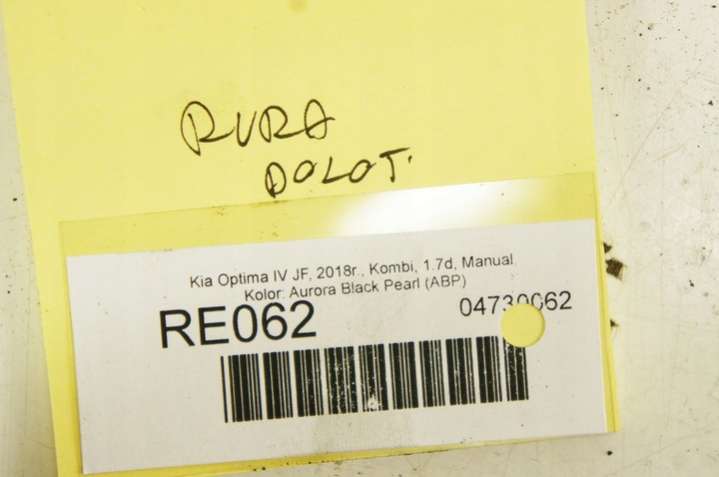 RURA
DOLOT.
Kia Optima IV JF, 2018r., Kombi, 1.7d, Manual
Kolor: Aurora Black Pearl (ABP)
RE062